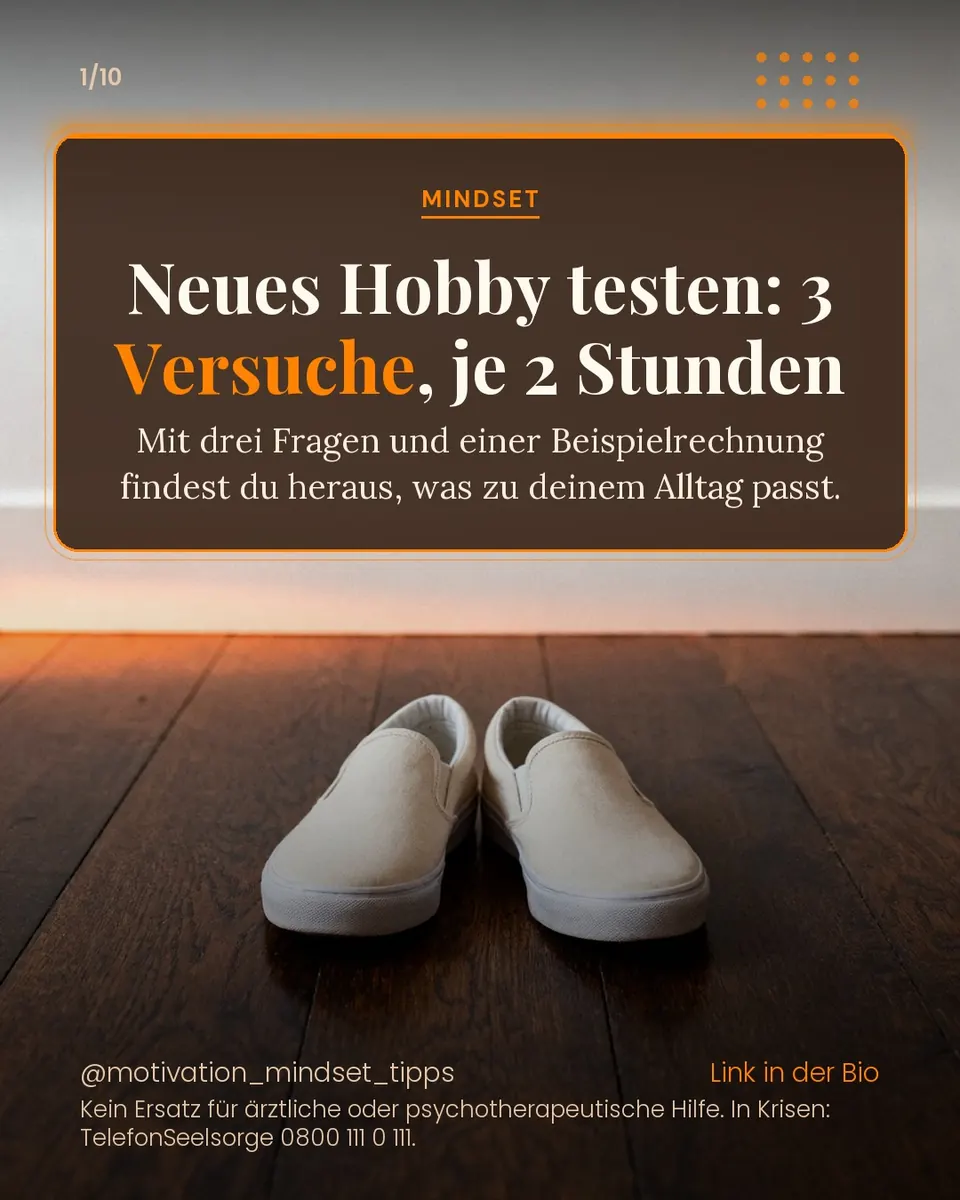 1/10
MINDSET
Neues Hobby testen: 3
Versuche, je 2 Stunden
Mit drei Fragen und einer Beispielrechnung
findest du heraus, was zu deinem Alltag passt.
@motivation_mindset_tipps
Link in der Bio
Kein Ersatz für ärztliche oder psychotherapeutische Hilfe. In Krisen:
TelefonSeelsorge 0800 111 0 111.